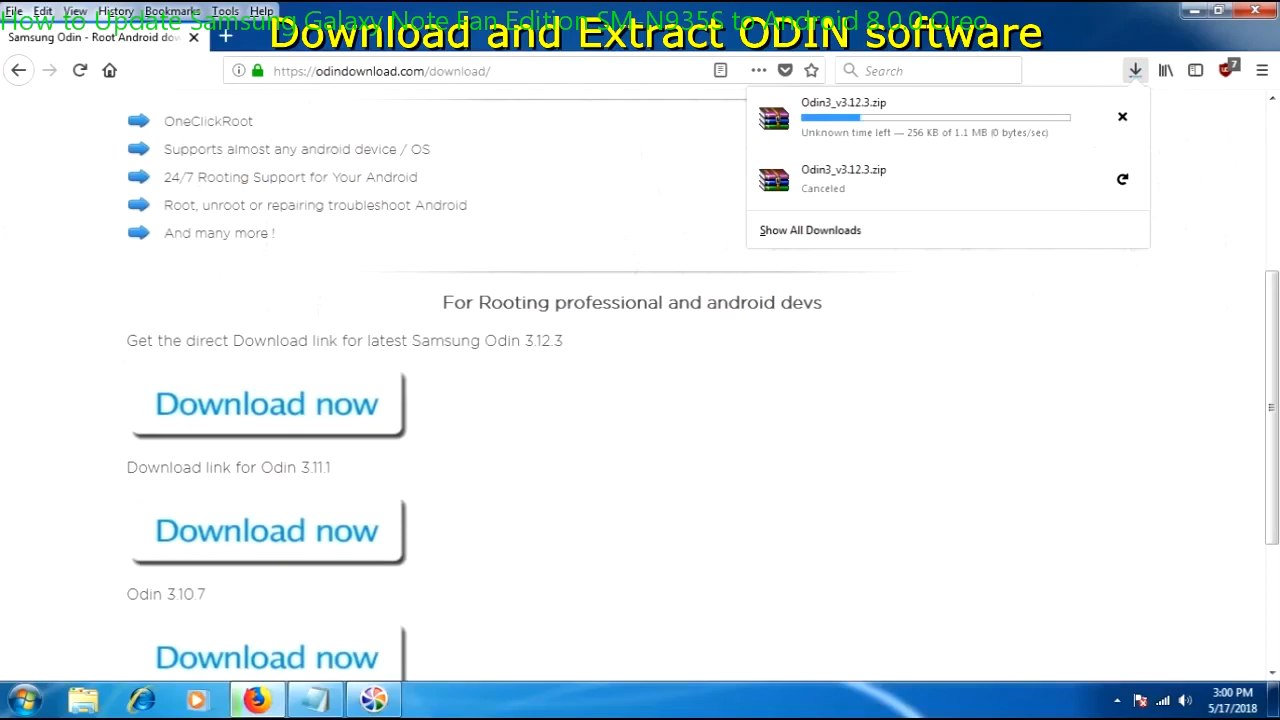 How to Update Samsung Galaxy Note Fan Edition SM-N935S to Android 8.0.0 Oreo
File Edit View History Bookmarks Tools Help
Download and Extract ODIN software
Samsung Odin - Root Android dow
https://odindownload.com/download/
Search
7
Odin3_v3.12.3.zip
Unknown time left — 256 KB of 1.1 MB (0 bytes/sec)
Odin3_v3.12.3.zip
Canceled
Show All Downloads
OneClickRoot
Supports almost any android device / OS
24/7 Rooting Support for Your Android
Root, unroot or repairing troubleshoot Android
And many more !
For Rooting professional and android devs
Get the direct Download link for latest Samsung Odin 3.12.3
Download now
Download link for Odin 3.11.1
Download now
Odin 3.10.7
Download now
3:00 PM
5/17/2018